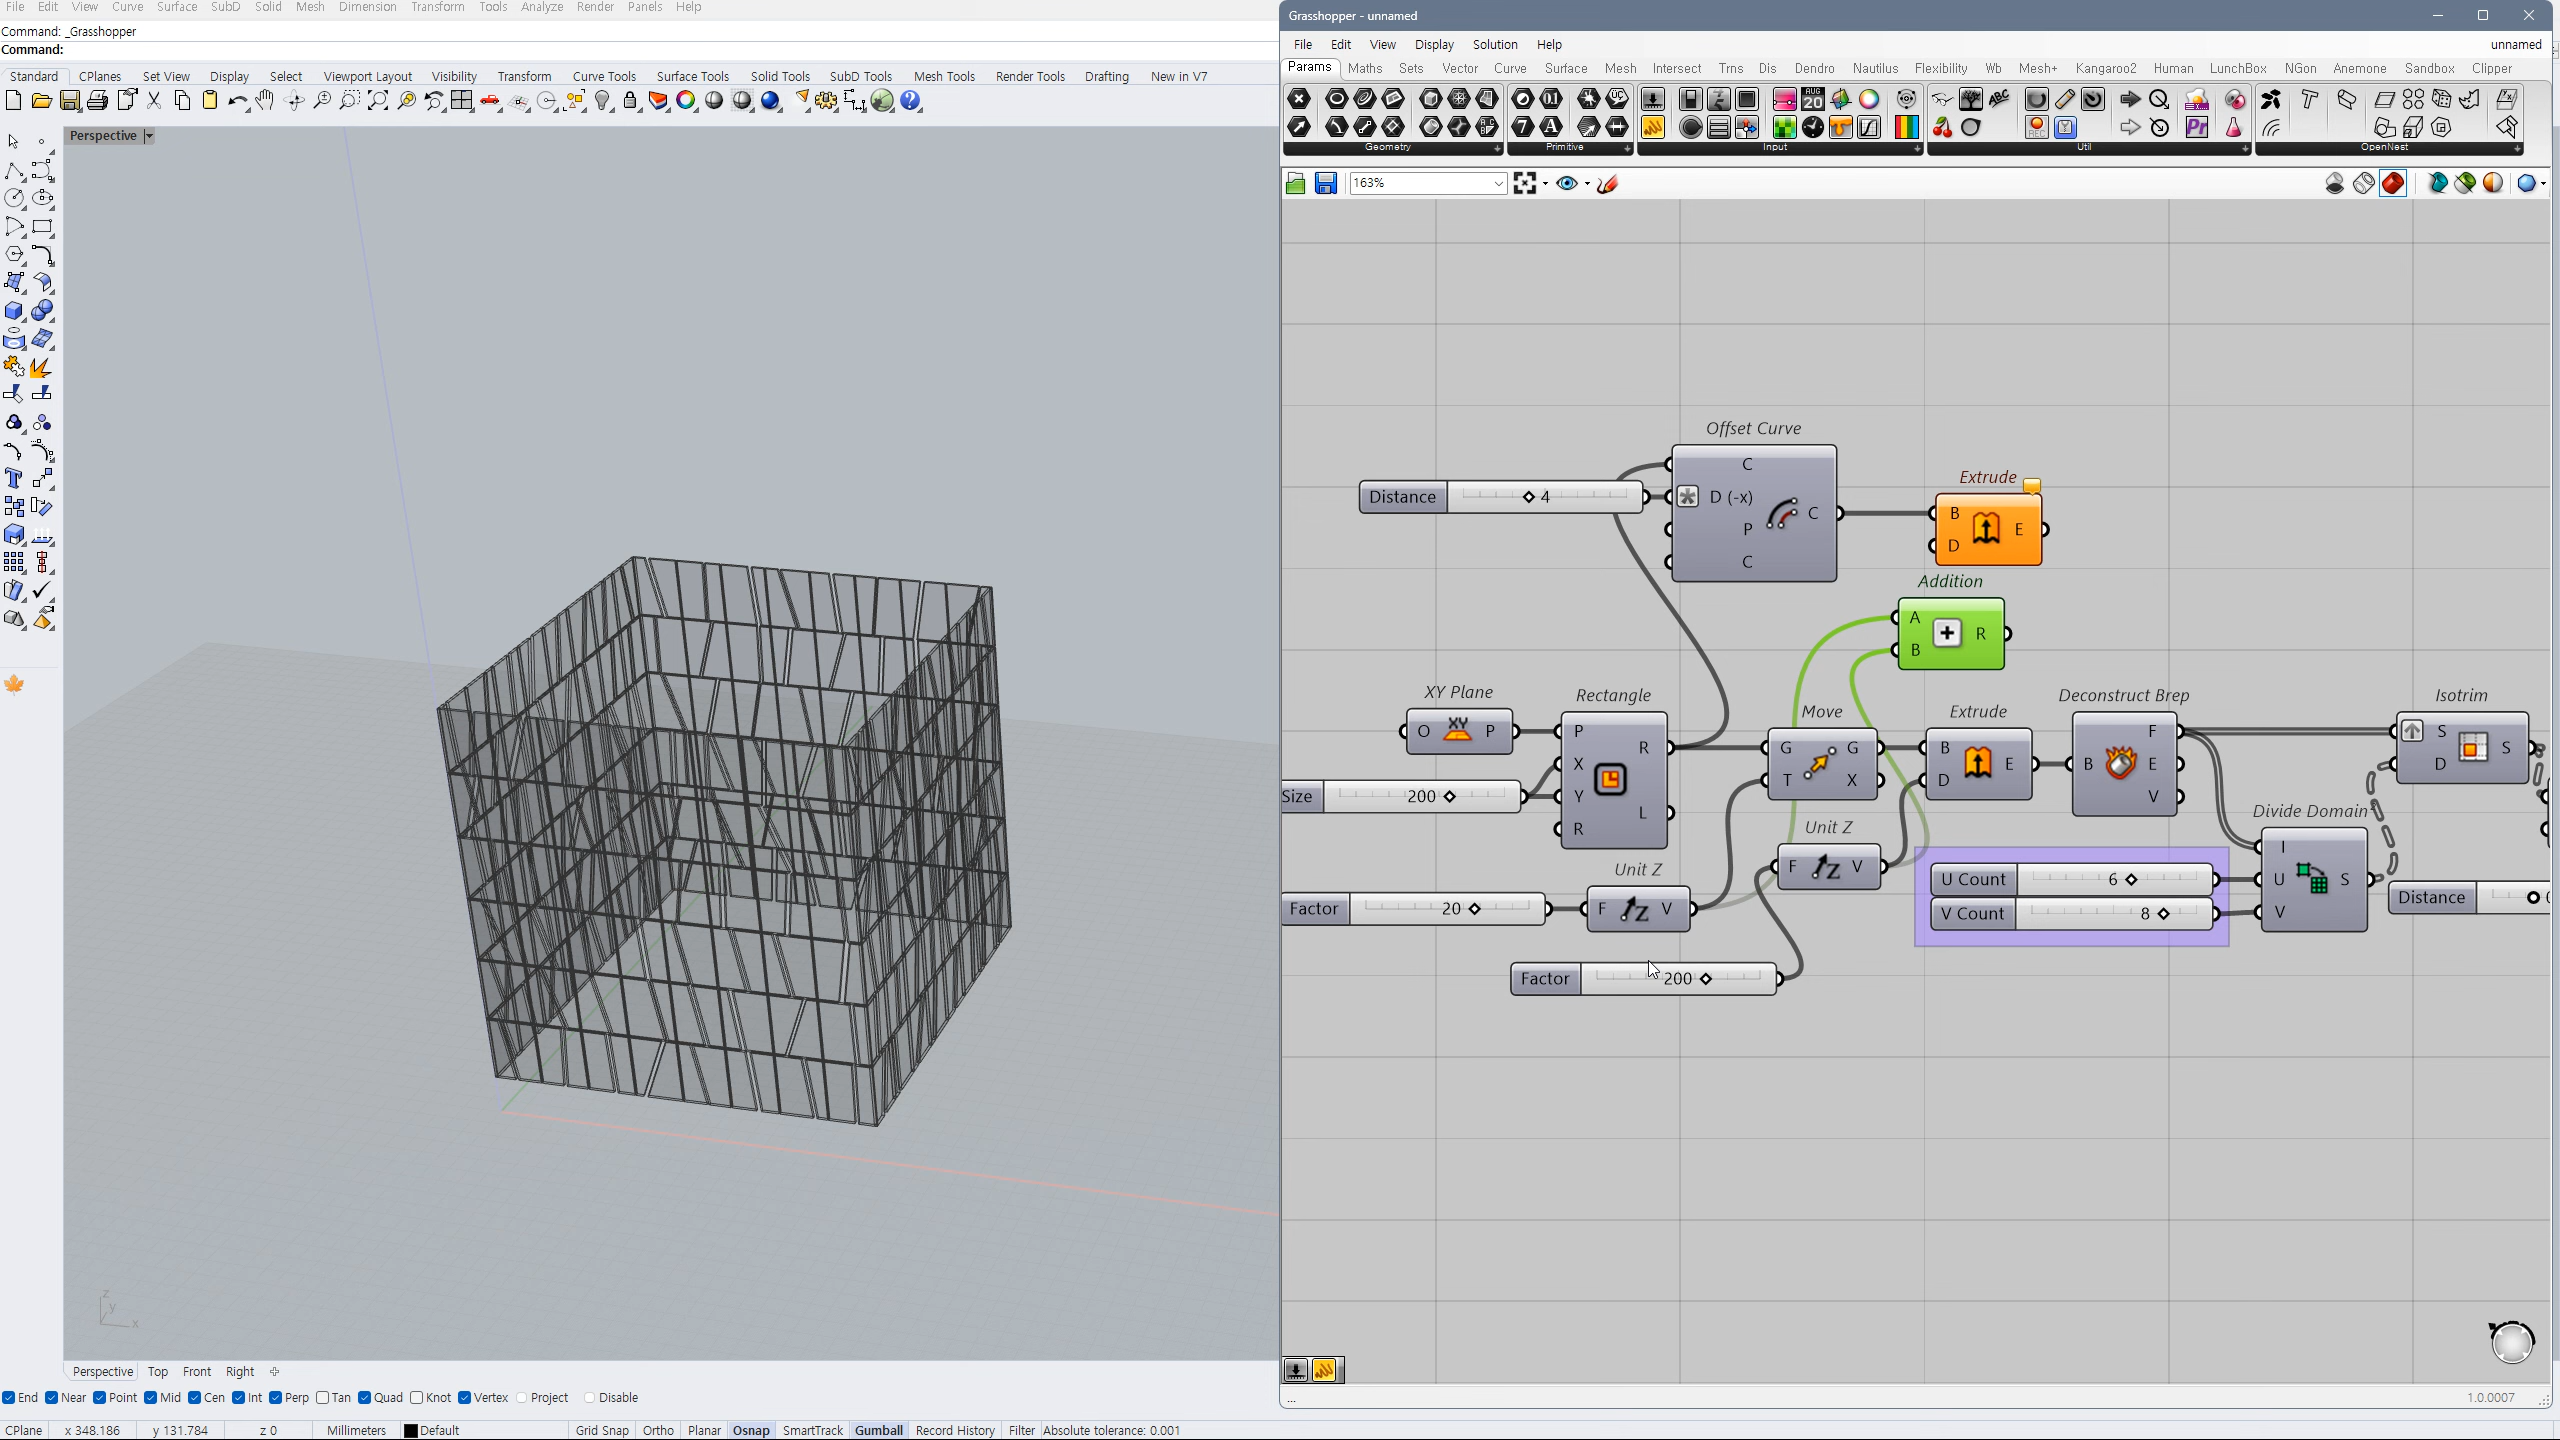 File Edit View Curve Surface SubD Solid Mesh Dimension Transform Tools Analyze Render Panels Help
Command: _Grasshopper
Command:
Standard CPlanes Set View Display Select Viewport Layout Visibility Transform Curve Tools Surface Tools Solid Tools SubD Tools Mesh Tools Render Tools Drafting New in V7
Perspective
z
y
x
Perspective Top Front Right
End Near Point Mid Cen Int Perp Tan Quad Knot Vertex Project Disable
CPlane x 348.186 y 131.784 z 0 Millimeters Default Grid Snap Ortho Planar Osnap SmartTrack Gumball Record History Filter Absolute tolerance: 0.001
Grasshopper - unnamed
File Edit View Display Solution Help unnamed
Params Maths Sets Vector Curve Surface Mesh Intersect Trns Dis Dendro Nautilus Flexibility Wb Mesh+ Kangaroo2 Human LunchBox NGon Anemone Sandbox Clipper
Geometry Primitive Input Util OpenNest
163%
Offset Curve
C
D (-x)
P
C
C
Distance 4
Extrude
B
D
E
Addition
A
B
R
XY Plane
O XY P
Rectangle
P
X
Y
R
R
L
Move
G
T
G
X
Extrude
B
D
E
Deconstruct Brep
B
F
E
V
Isotrim
S
D
S
Size 200
Unit Z
F Z V
Divide Domain²
I
U
V
S
U Count 6
V Count 8
Distance 0
Unit Z
F Z V
Factor 20
Factor 200
...
1.0.0007